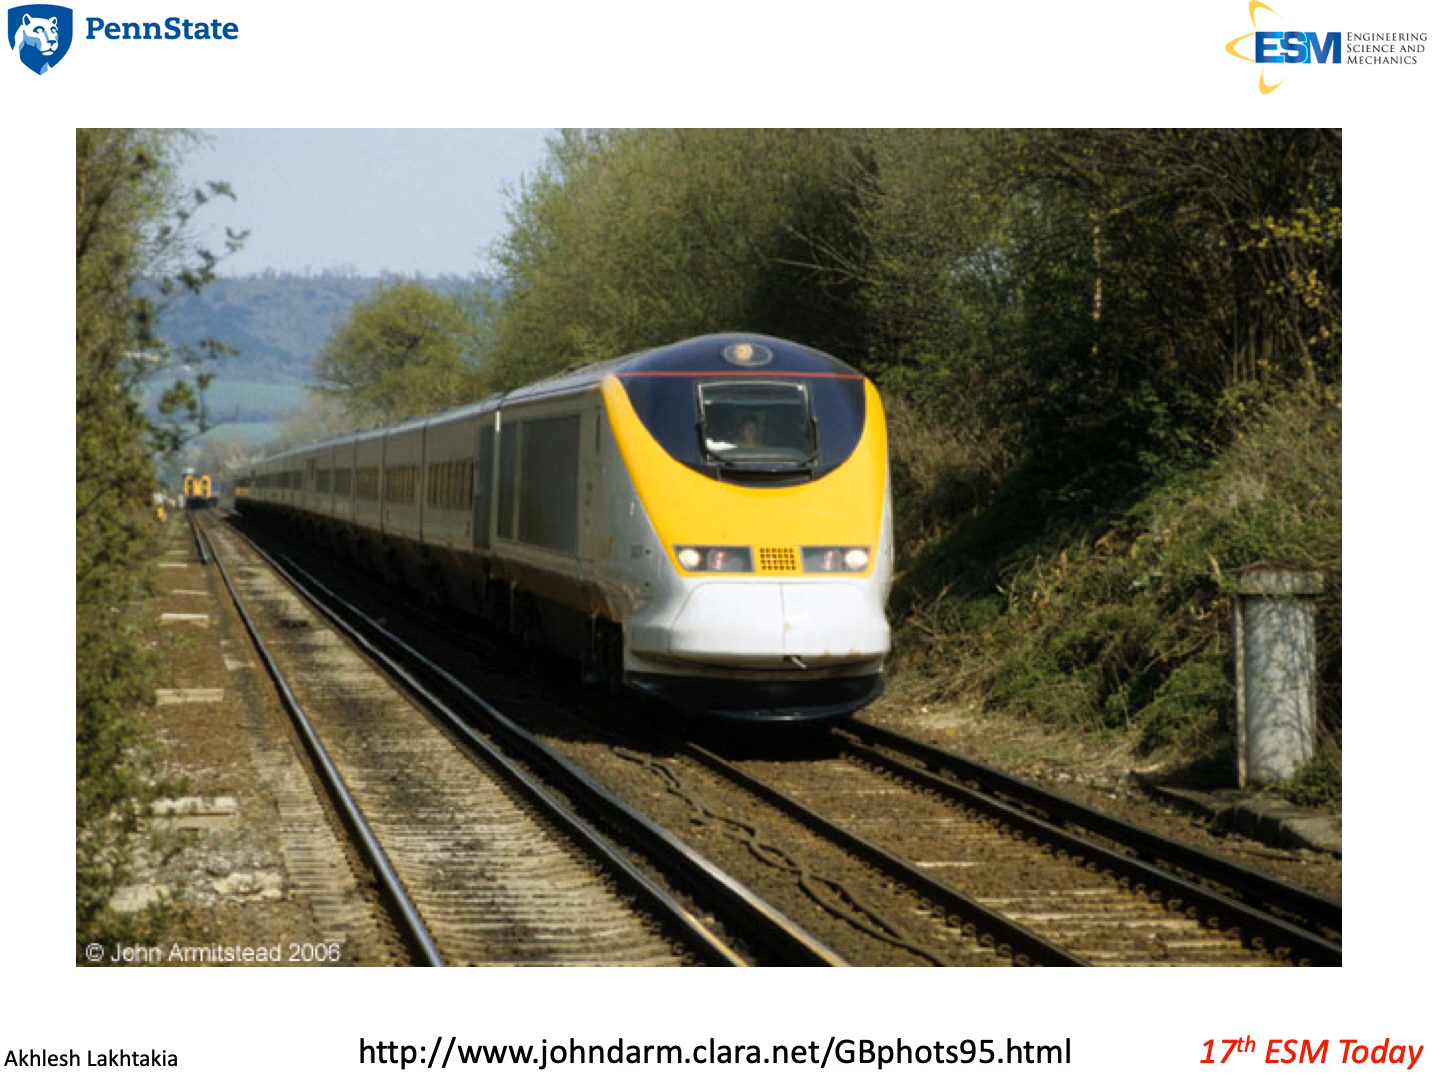 PennState
ESM
ENGINEERING
SCIENCE AND
MECHANICS
© John Armitstead 2006
Akhlesh Lakhtakia
http://www.johndarm.clara.net/GBphots95.html
17th ESM Today